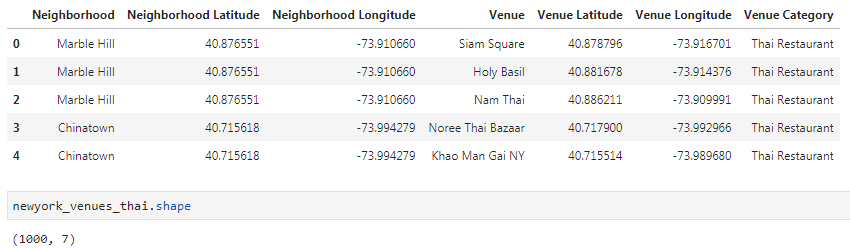 Neighborhood Neighborhood Latitude Neighborhood Longitude Venue Venue Latitude Venue Longitude Venue Category
0 Marble Hill 40.876551 -73.910660 Siam Square 40.878796 -73.916701 Thai Restaurant
1 Marble Hill 40.876551 -73.910660 Holy Basil 40.881678 -73.914376 Thai Restaurant
2 Marble Hill 40.876551 -73.910660 Nam Thai 40.886211 -73.909991 Thai Restaurant
3 Chinatown 40.715618 -73.994279 Noree Thai Bazaar 40.717900 -73.992966 Thai Restaurant
4 Chinatown 40.715618 -73.994279 Khao Man Gai NY 40.715514 -73.989680 Thai Restaurant
newyork_venues_thai.shape
(1000, 7)